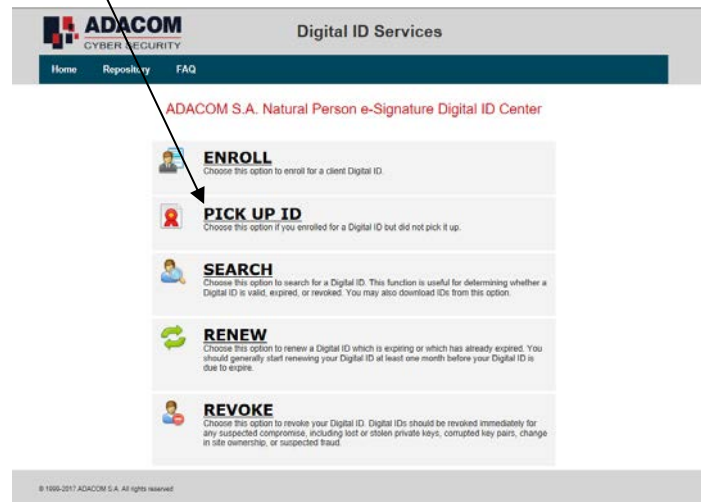 ADACOM
CYBER SECURITY
Digital ID Services
Home Repository FAQ
ADACOM S.A. Natural Person e-Signature Digital ID Center
ENROLL
Choose this option to enroll for a client Digital ID.
PICK UP ID
Choose this option if you enrolled for a Digital ID but did not pick it up.
SEARCH
Choose this option to search for a Digital ID. This function is useful for determining whether a
Digital ID is valid, expired, or revoked. You may also download IDs from this option.
RENEW
Choose this option to renew a Digital ID which is expiring or which has already expired. You
should generally start renewing your Digital ID at least one month before your Digital ID is
due to expire.
REVOKE
Choose this option to revoke your Digital ID. Digital IDs should be revoked immediately for
any suspected compromise, including lost or stolen private keys, corrupted key pairs, change
in site ownership, or suspected fraud.
© 1999-2017 ADACOM S.A. All rights reserved